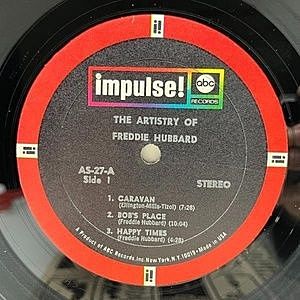 impulse!
abc
RECORDS
THE ARTISTRY OF
FREDDIE HUBBARD
AS-27-A
Side 1
STEREO
1. CARAVAN
(Ellington-Mills-Tizol) (7:26)
2. BOB'S PLACE
(Freddie Hubbard) (10:04)
3. HAPPY TIMES
(Freddie Hubbard) (4:28)
A Product of ABC Records, Inc. New York, N.Y. 10019 • Made in USA